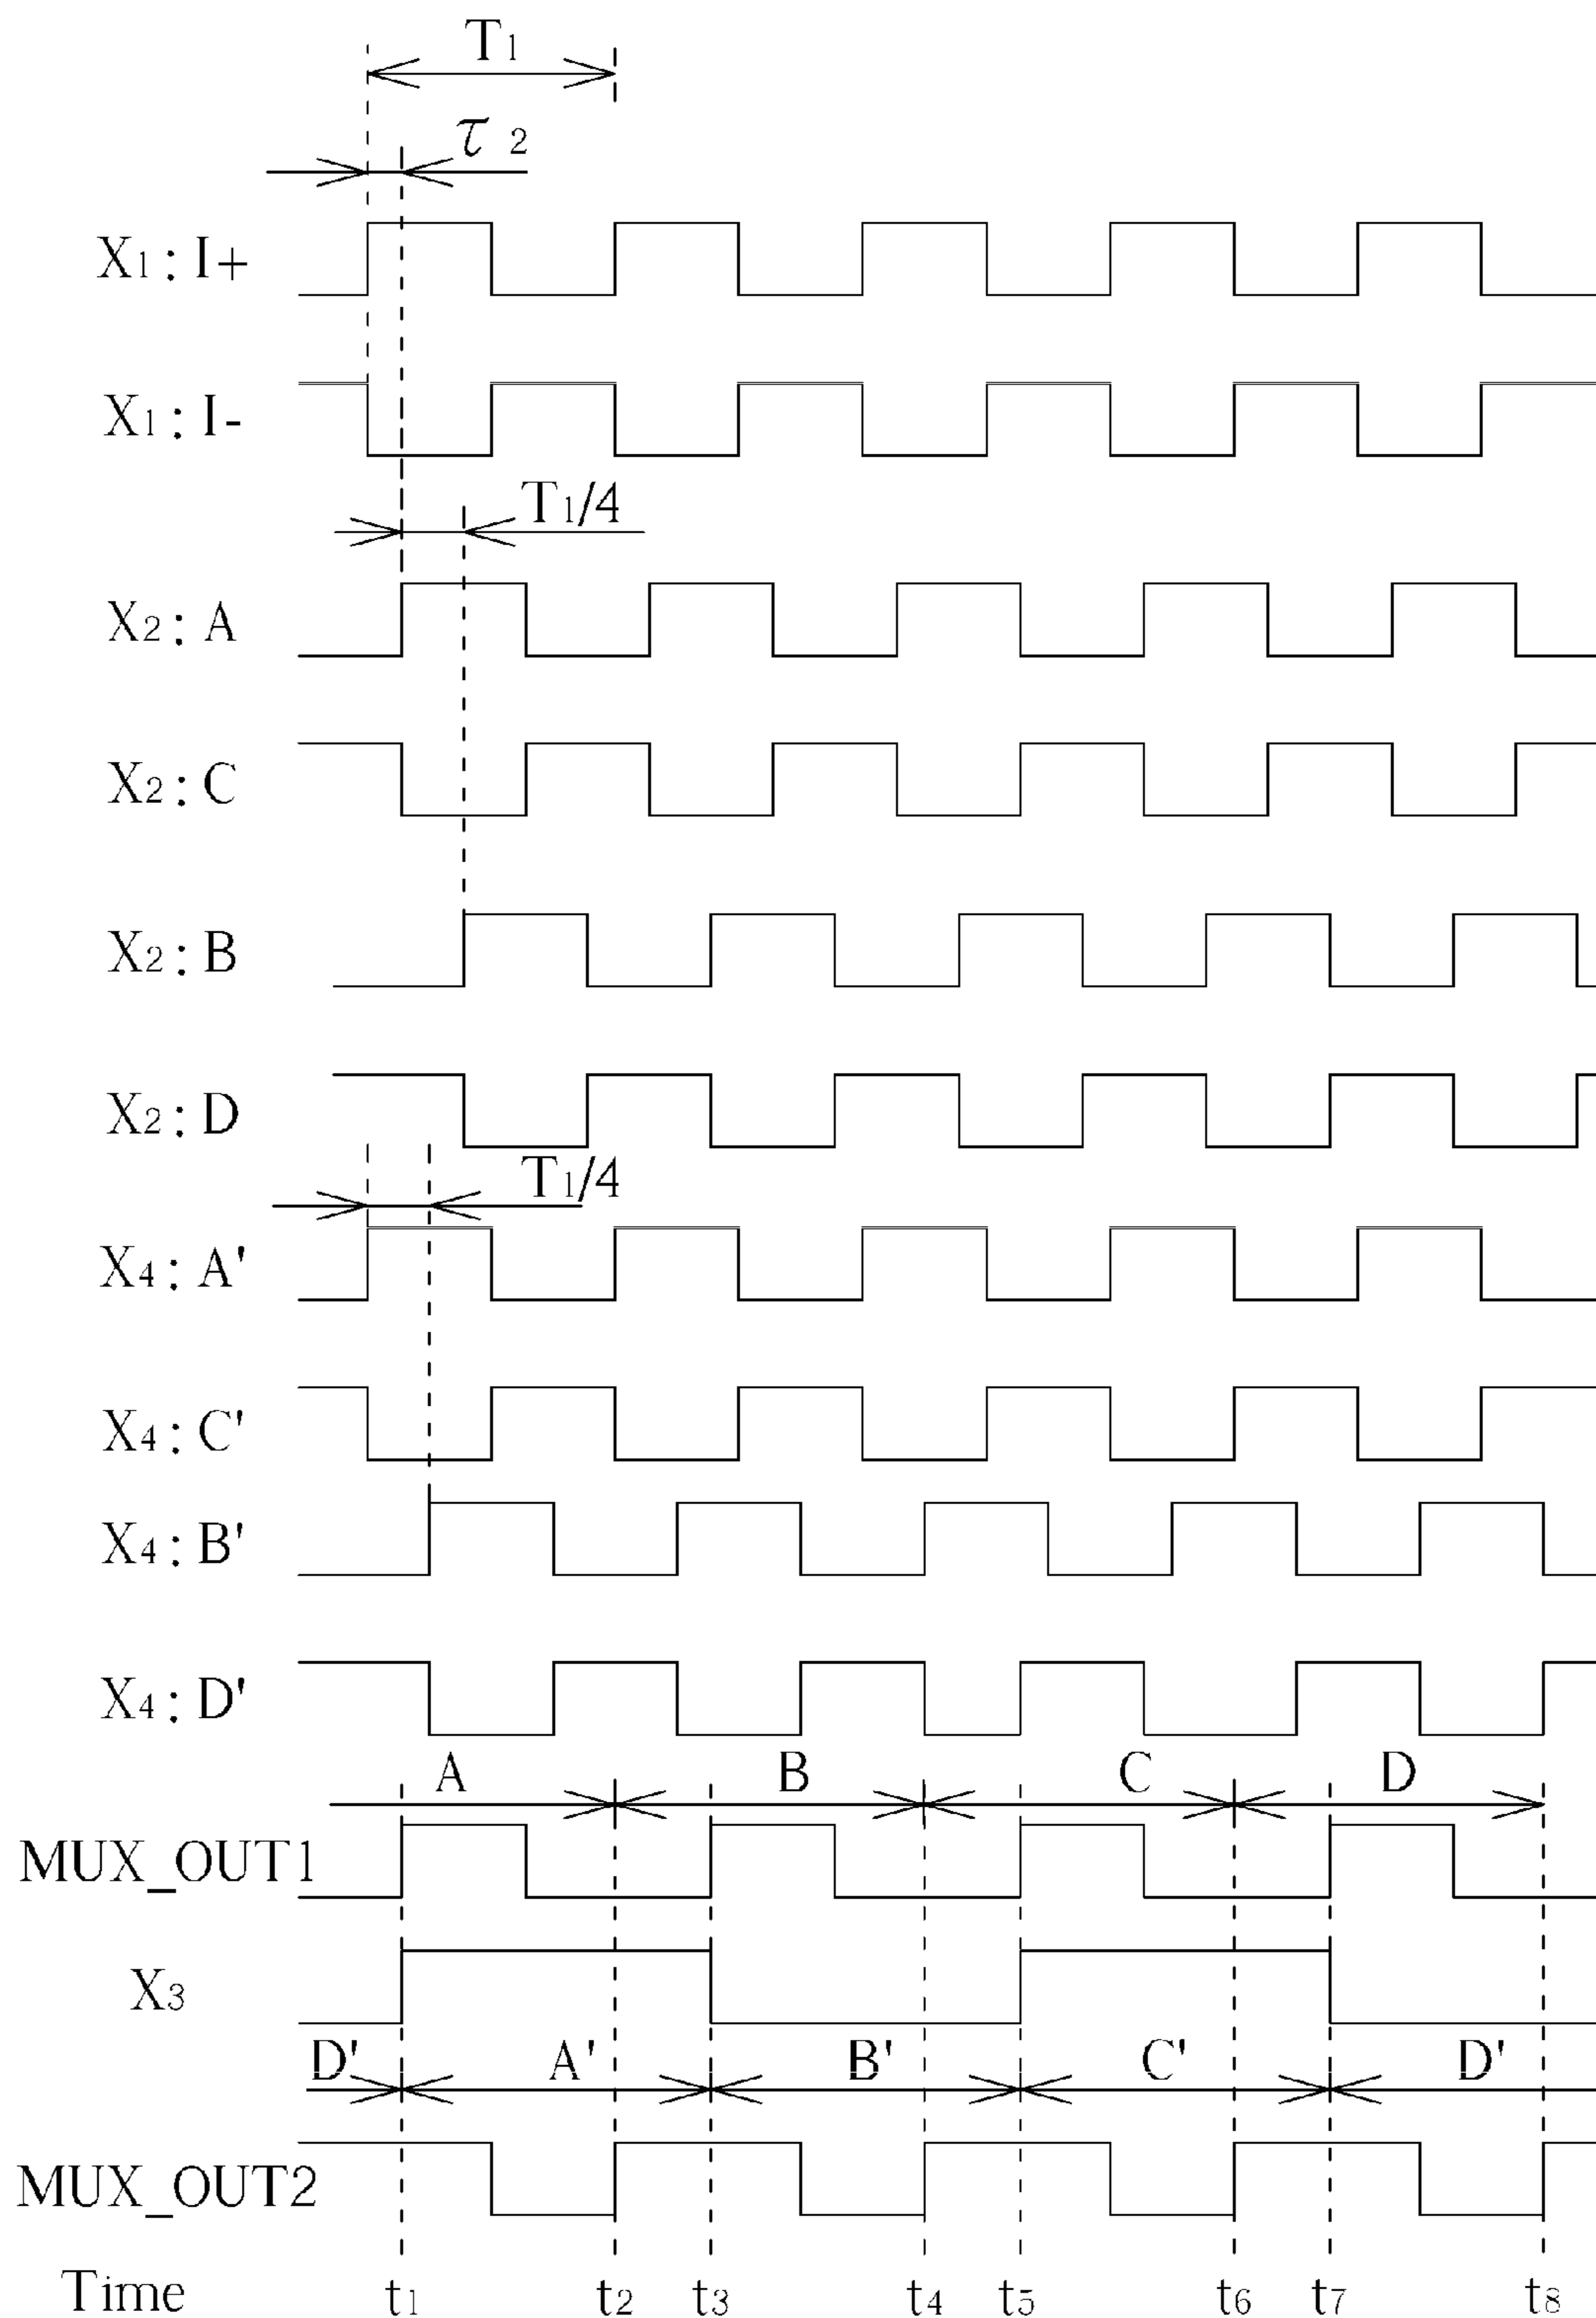 T1
τ2
X1: I+
X1: I-
T1/4
X2: A
X2: C
X2: B
X2: D
T1/4
X4: A'
X4: C'
X4: B'
X4: D'
A B C D
MUX_OUT1
X3
D' A' B' C' D'
MUX_OUT2
Time t1 t2 t3 t4 t5 t6 t7 t8